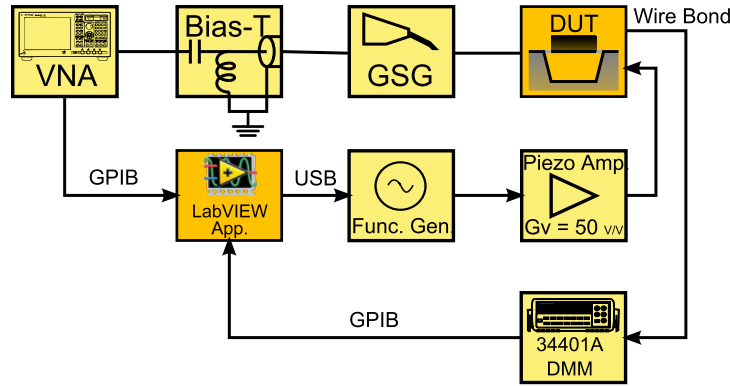 VNA
Bias-T
GSG
DUT
Wire Bond
GPIB
LabVIEW
App.
USB
Func. Gen.
Piezo Amp.
Gv = 50 V/V
GPIB
34401A
DMM